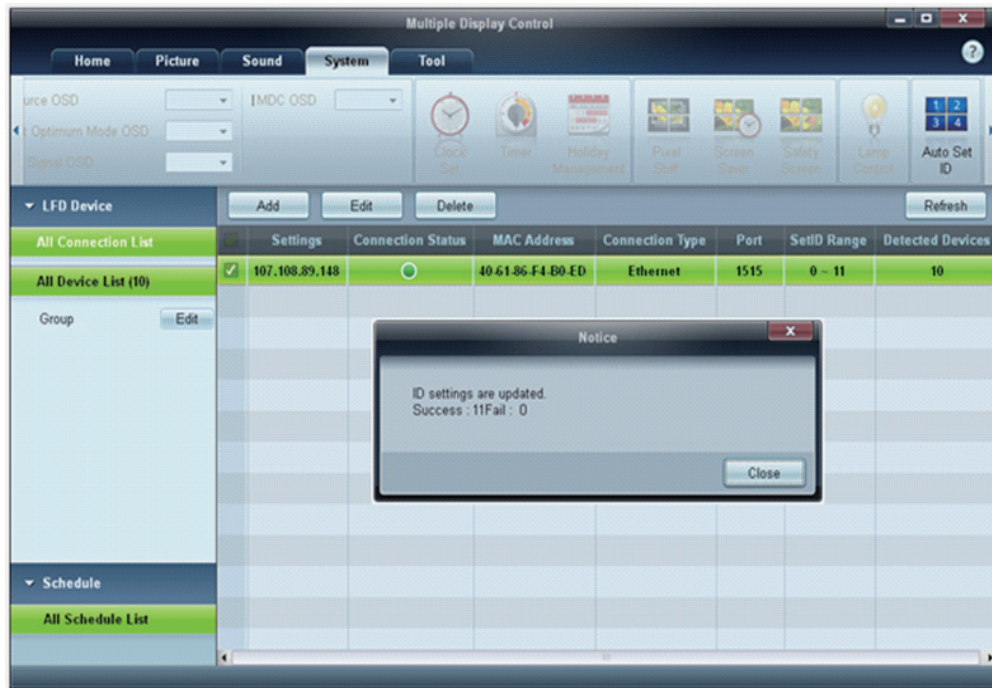 Multiple Display Control
Home Picture Sound System Tool
urce OSD
MDC OSD
Optimum Mode OSD
Signal OSD
Clock Set
Timer
Holiday Management
Pixel Shift
Screen Saver
Safety Screen
Lamp Control
1 2
3 4
Auto Set ID
LFD Device
Add Edit Delete Refresh
All Connection List
Settings Connection Status MAC Address Connection Type Port SetID Range Detected Devices
107.108.89.148 40-61-86-F4-B0-ED Ethernet 1515 0 ~ 11 10
All Device List (10)
Group Edit
Notice
ID settings are updated.
Success : 11Fail : 0
Close
Schedule
All Schedule List